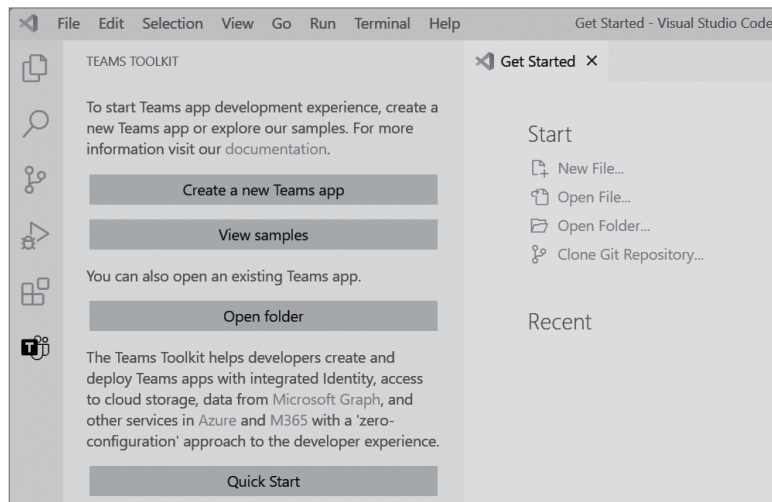 File Edit Selection View Go Run Terminal Help
Get Started - Visual Studio Code
TEAMS TOOLKIT
To start Teams app development experience, create a
new Teams app or explore our samples. For more
information visit our documentation.
Create a new Teams app
View samples
You can also open an existing Teams app.
Open folder
The Teams Toolkit helps developers create and
deploy Teams apps with integrated Identity, access
to cloud storage, data from Microsoft Graph, and
other services in Azure and M365 with a 'zero-
configuration' approach to the developer experience.
Quick Start
Get Started
Start
New File...
Open File...
Open Folder...
Clone Git Repository...
Recent